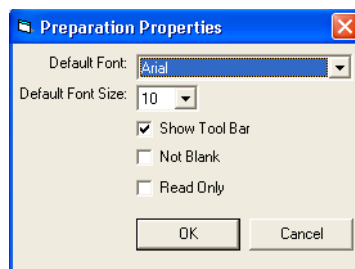 Preparation Properties
Default Font: Arial
Default Font Size: 10
Show Tool Bar
Not Blank
Read Only
OK Cancel